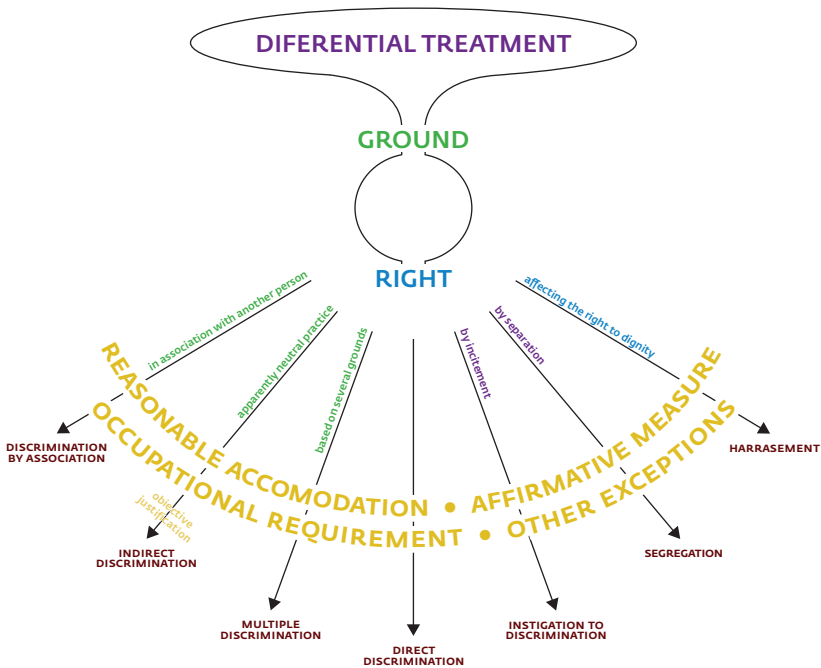 DIFERENTIAL TREATMENT
GROUND
RIGHT
in association with another person
apparently neutral practice
based on several grounds
by incitement
by separation
affecting the right to dignity
REASONABLE ACCOMODATION • AFFIRMATIVE MEASURE
OCCUPATIONAL REQUIREMENT • OTHER EXCEPTIONS
objective
justification
DISCRIMINATION
BY ASSOCIATION
INDIRECT
DISCRIMINATION
MULTIPLE
DISCRIMINATION
DIRECT
DISCRIMINATION
INSTIGATION TO
DISCRIMINATION
SEGREGATION
HARRASEMENT